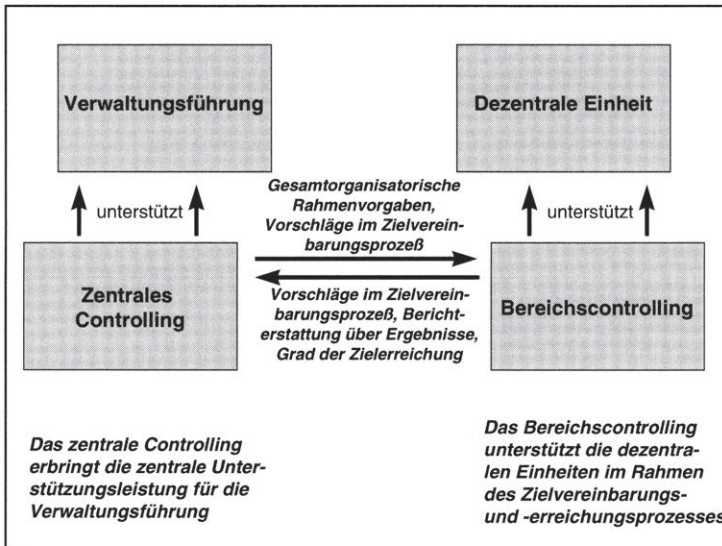 Verwaltungsführung
Dezentrale Einheit
unterstützt
Gesamtorganisatorische
Rahmenvorgaben,
Vorschläge im Zielverein-
barungsprozeß
unterstützt
Zentrales
Controlling
Vorschläge im Zielverein-
barungsprozeß, Bericht-
erstattung über Ergebnisse,
Grad der Zielerreichung
Bereichscontrolling
Das zentrale Controlling
erbringt die zentrale Unter-
stützungsleistung für die
Verwaltungsführung
Das Bereichscontrolling
unterstützt die dezentra-
len Einheiten im Rahmen
des Zielvereinbarungs-
und -erreichungsprozesses